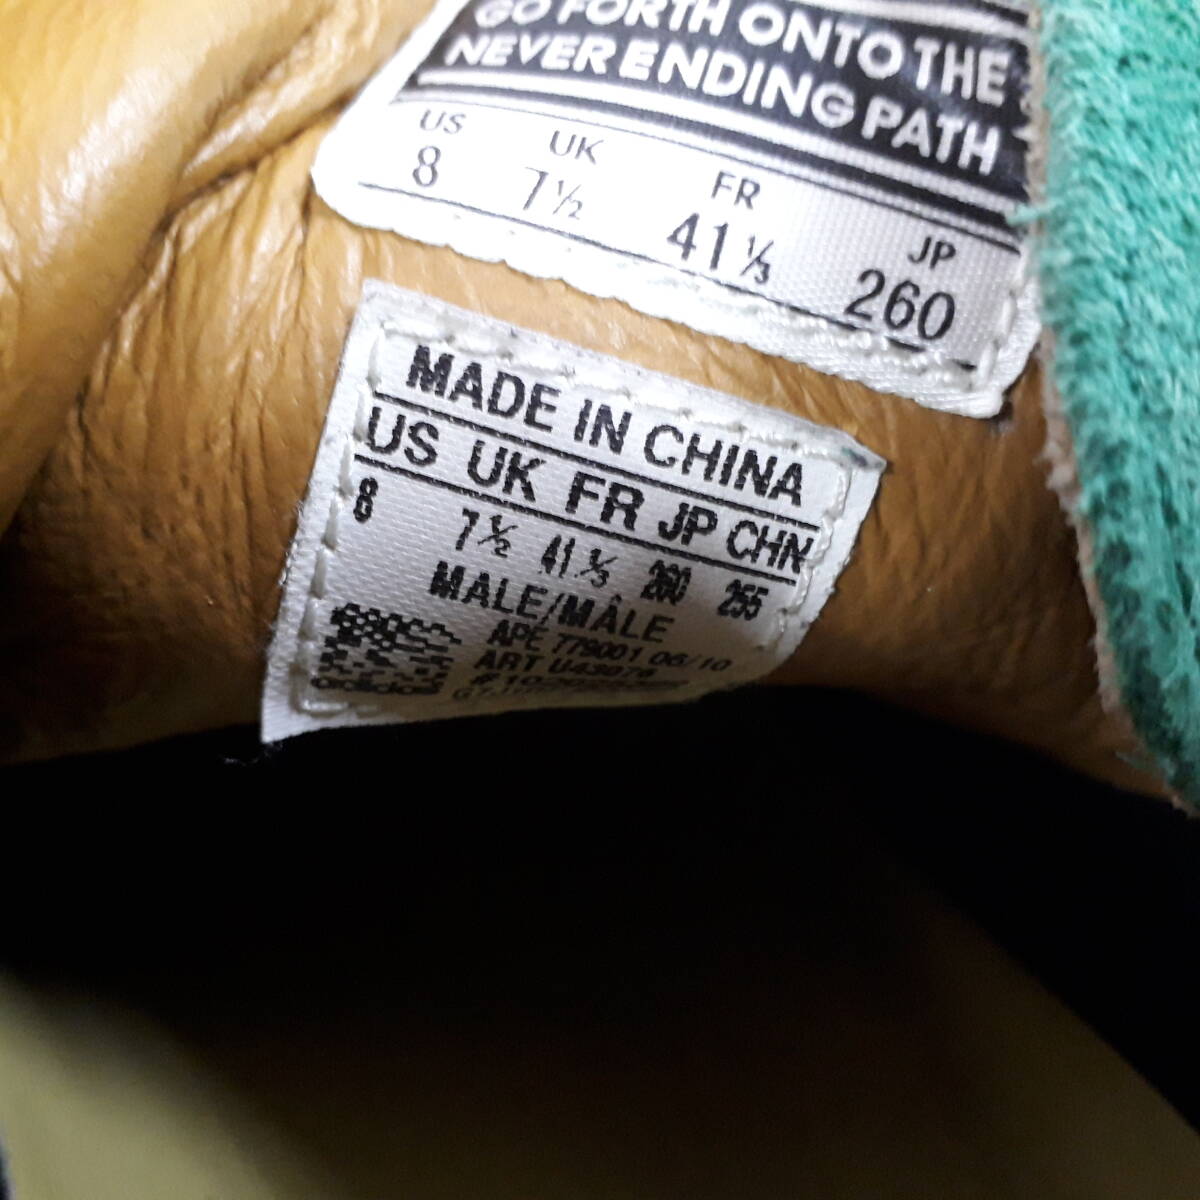 GO FORTH ONTO THE
NEVER ENDING PATH
US UK FR JP
8 7½ 41⅓ 260
MADE IN CHINA
US UK FR JP CHN
8 7½ 41⅓ 260 255
MALE/MÂLE
APE 779001 06/10
ART U43876
adidas